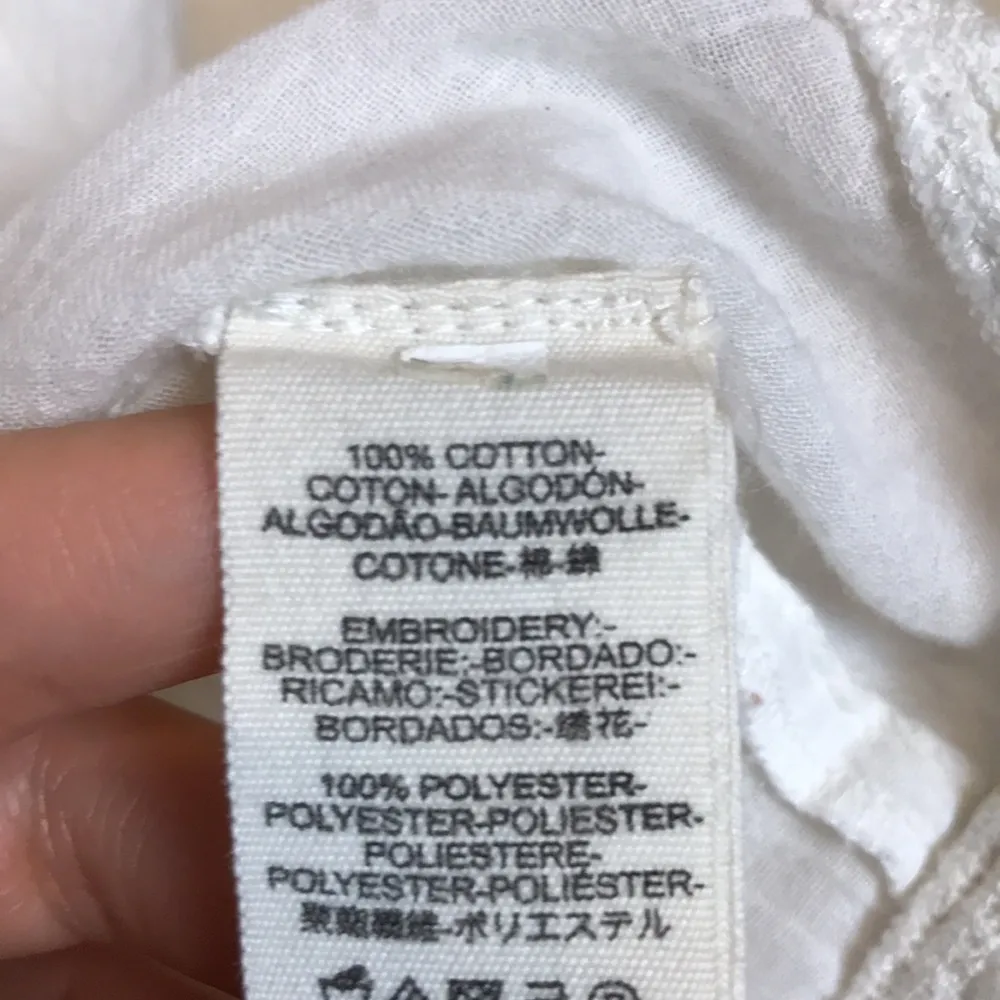 100% COTTON-
COTON-ALGODÓN-
ALGODÃO-BAUMWOLLE-
COTONE-棉-綿
EMBROIDERY:-
BRODERIE:-BORDADO:-
RICAMO:-STICKEREI:-
BORDADOS:-绣花-
100% POLYESTER-
POLYESTER-POLIESTER-
POLIESTERE-
POLYESTER-POLIÉSTER-
聚酯纖維-ポリエステル